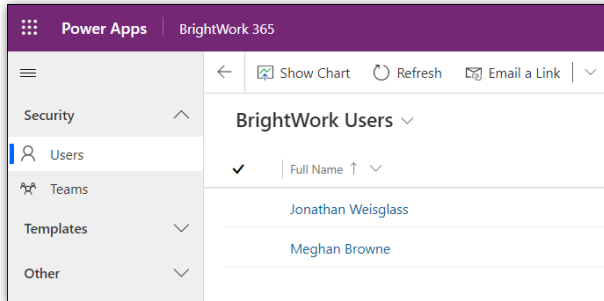 Power Apps BrightWork 365
Show Chart Refresh Email a Link
Security
BrightWork Users
Users
Full Name
Teams
Jonathan Weisglass
Templates
Meghan Browne
Other